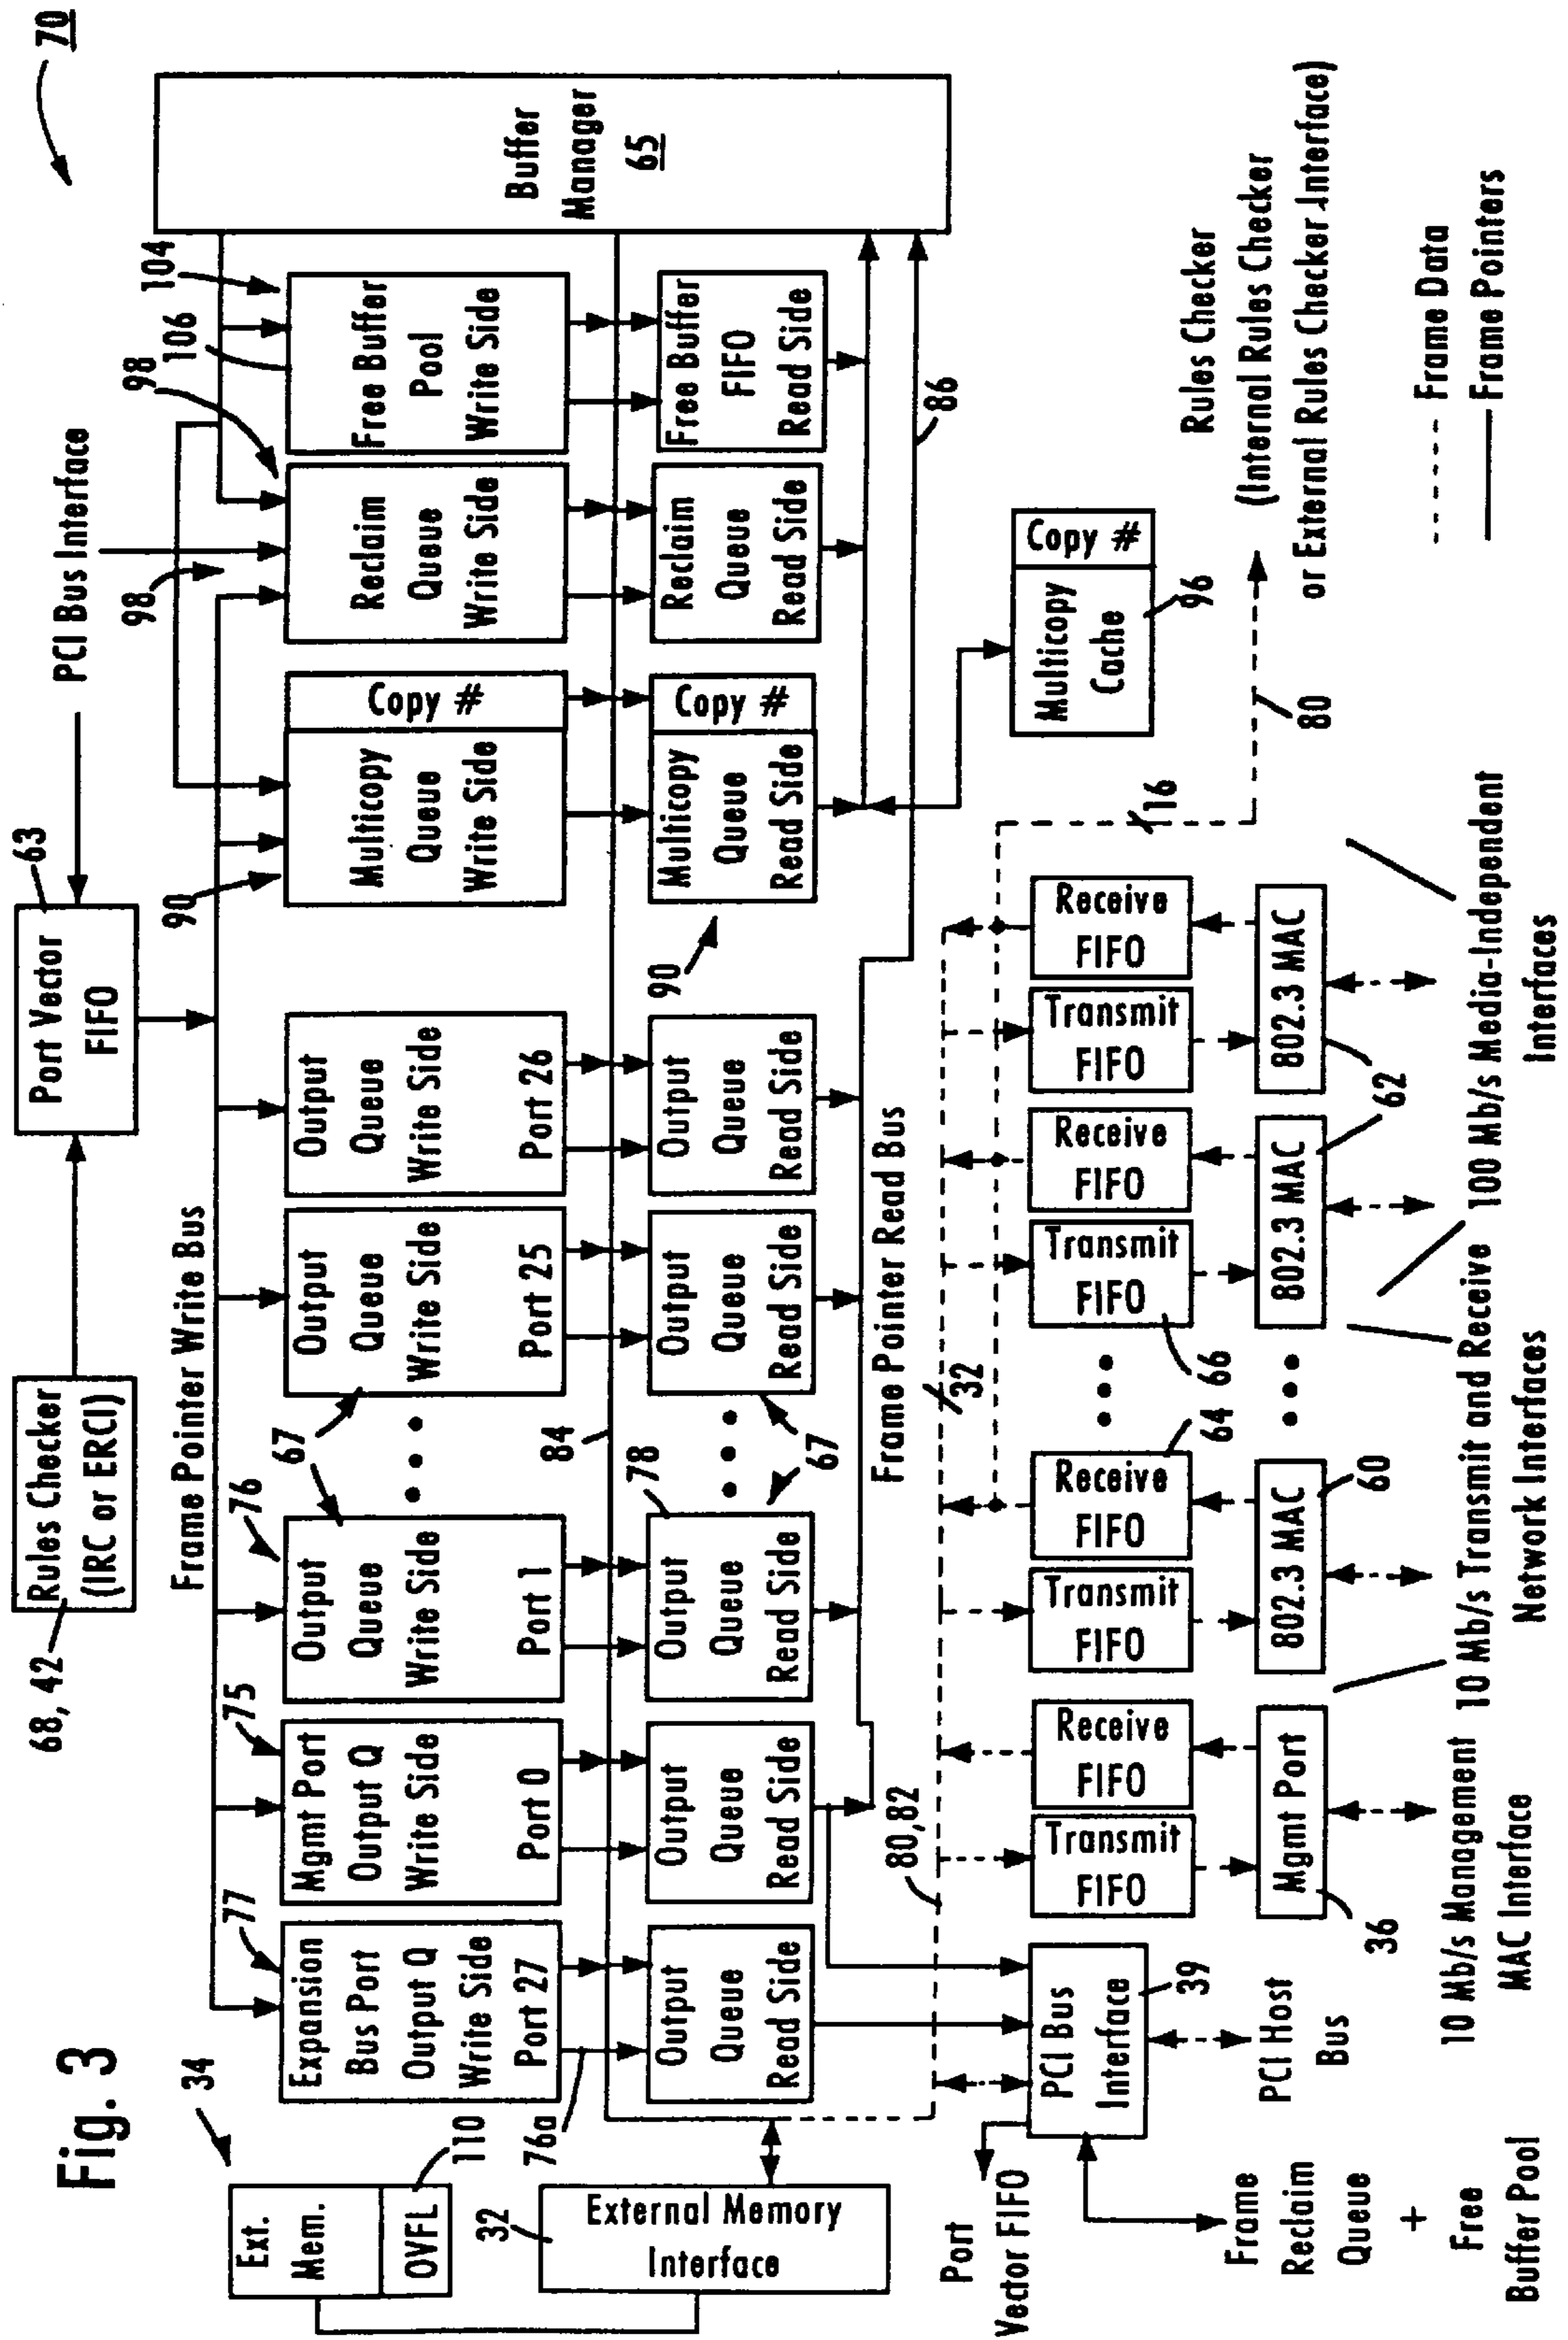 Fig. 3
70
Ext.
Mem.
OVFL
34
110
32
External Memory
Interface
68, 42
Rules Checker
(IRC or ERCI)
Port Vector
FIFO
63
PCI Bus Interface
Frame Pointer Write Bus
77
Expansion
Bus Port
Output Q
Write Side
Port 27
75
Mgmt Port
Output Q
Write Side
Port 0
76
Output
Queue
Write Side
Port 1
67
Output
Queue
Write Side
Port 25
Output
Queue
Write Side
Port 26
90
Multicopy
Queue
Write Side
Copy #
98
98
Reclaim
Queue
Write Side
106
104
Free Buffer
Pool
Write Side
Buffer
Manager
65
76a
84
Output
Queue
Read Side
Output
Queue
Read Side
78
Output
Queue
Read Side
67
Output
Queue
Read Side
Output
Queue
Read Side
90
Multicopy
Queue
Read Side
Copy #
Reclaim
Queue
Read Side
Free Buffer
FIFO
Read Side
Frame Pointer Read Bus
86
80,82
32
16
80
Multicopy
Cache
Copy #
96
Rules Checker
(Internal Rules Checker
or External Rules Checker Interface)
Port
Vector FIFO
PCI Bus
Interface
39
Transmit
FIFO
Receive
FIFO
Transmit
FIFO
Receive
FIFO
64
66
Transmit
FIFO
Receive
FIFO
Transmit
FIFO
Receive
FIFO
Mgmt Port
36
802.3 MAC
60
802.3 MAC
62
802.3 MAC
Frame
Reclaim
Queue
+
Free
Buffer Pool
PCI Host
Bus
10 Mb/s Management
MAC Interface
10 Mb/s Transmit and Receive
Network Interfaces
100 Mb/s Media-Independent
Interfaces
Frame Data
Frame Pointers